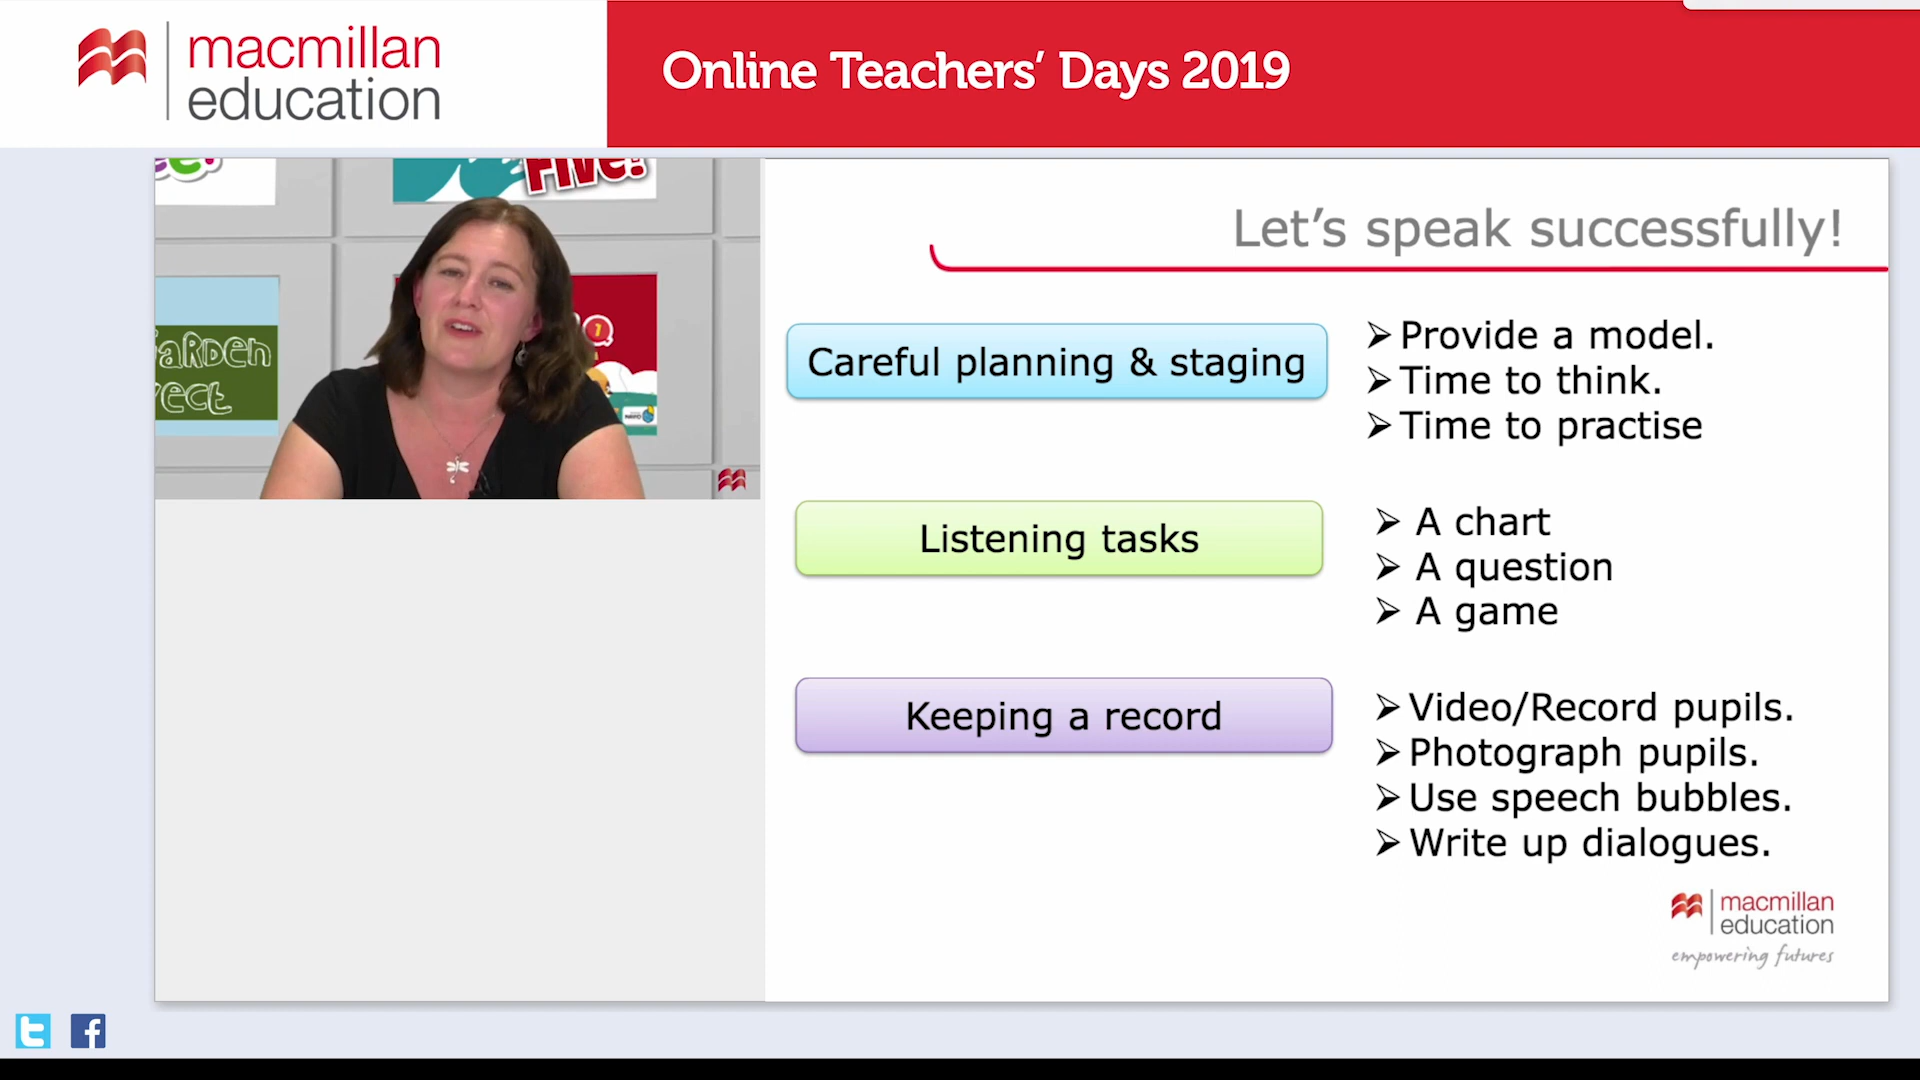 macmillan
education
Online Teachers' Days 2019
FIVE!
GARDEN
Let's speak successfully!
Careful planning & staging
➢ Provide a model.
➢ Time to think.
➢ Time to practise
Listening tasks
➢ A chart
➢ A question
➢ A game
Keeping a record
➢ Video/Record pupils.
➢ Photograph pupils.
➢ Use speech bubbles.
➢ Write up dialogues.
macmillan
education
empowering futures